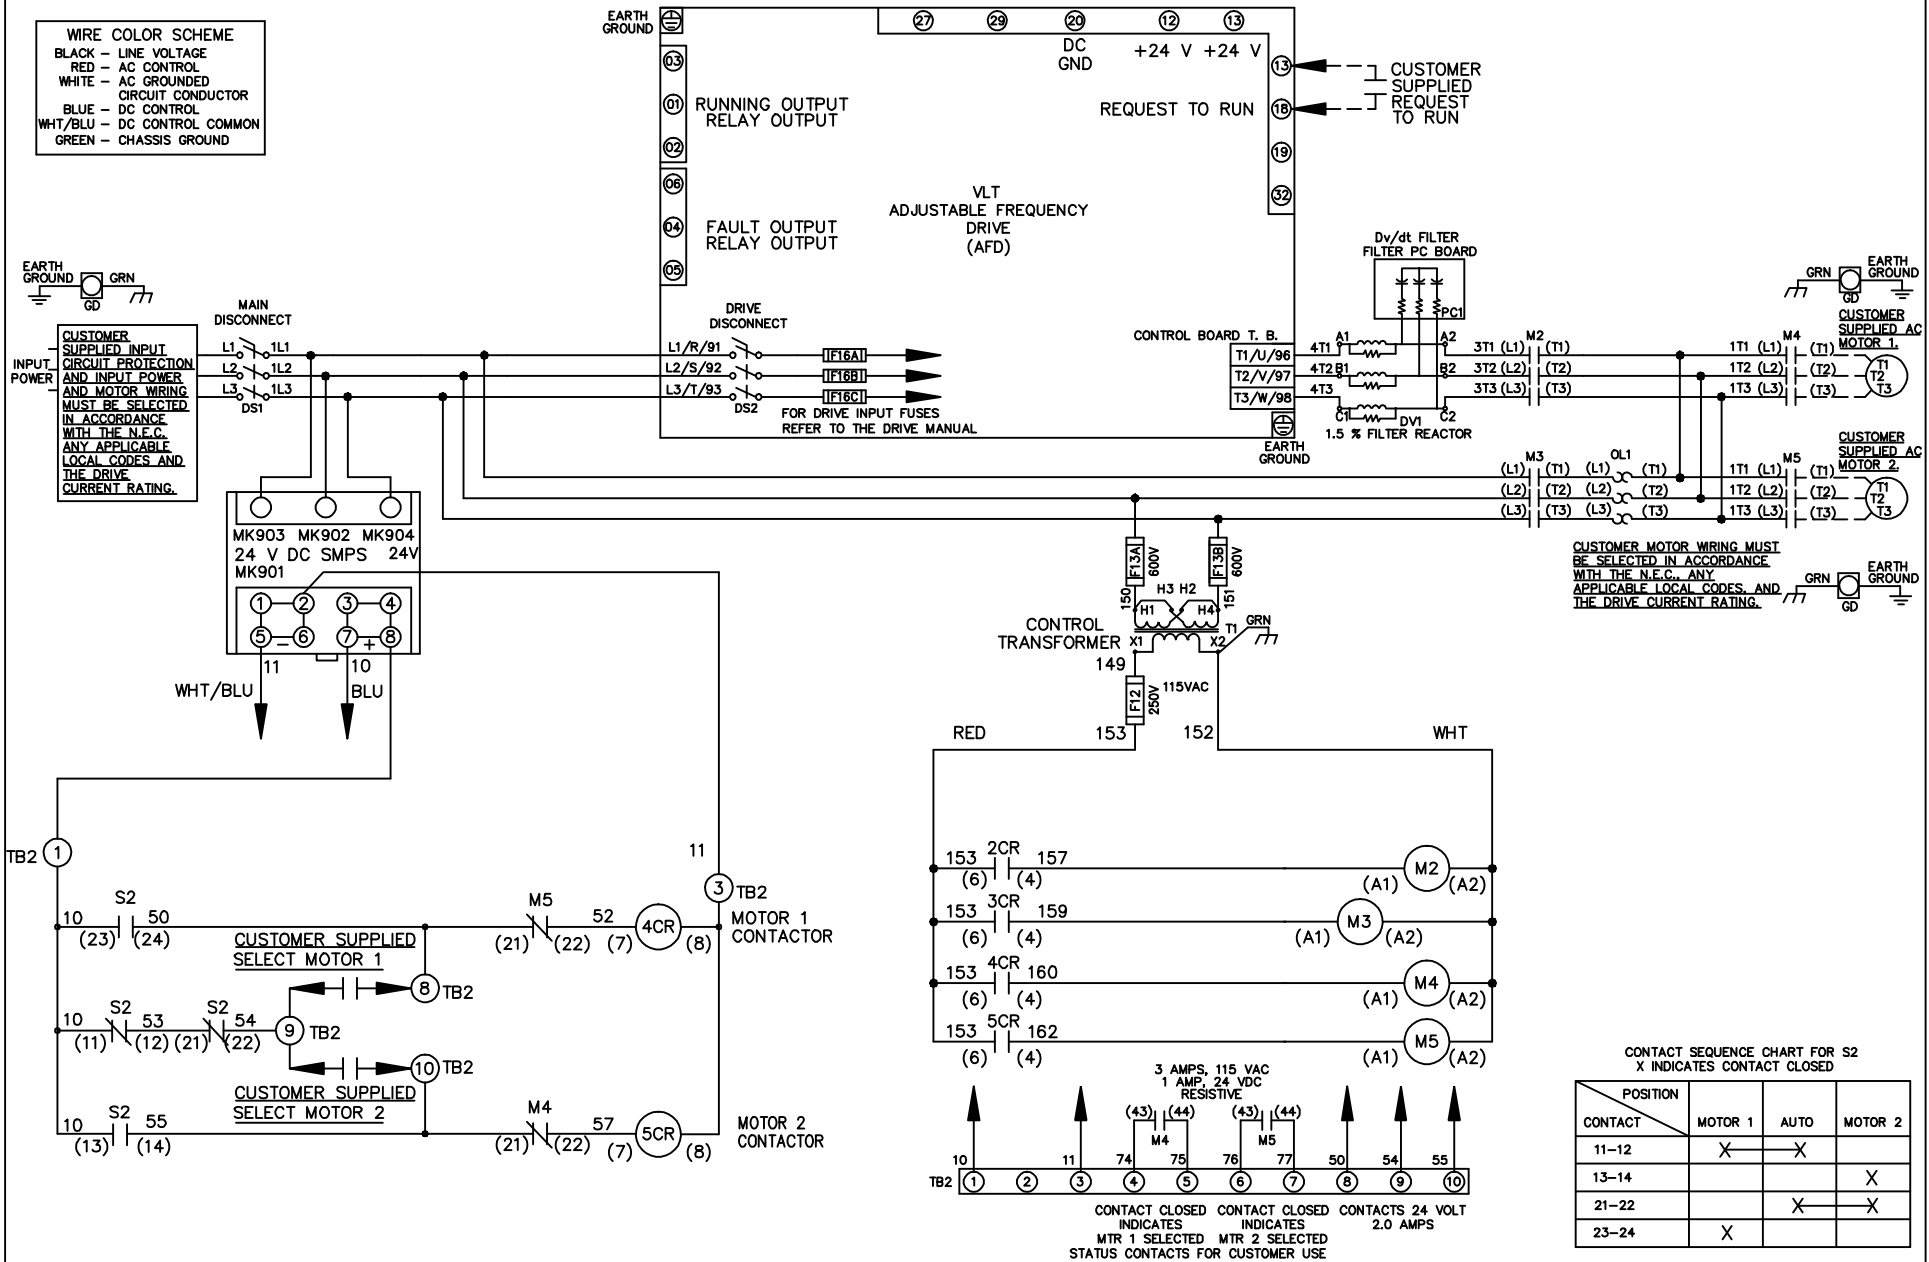 WIRE COLOR SCHEME
BLACK – LINE VOLTAGE
RED – AC CONTROL
WHITE – AC GROUNDED
CIRCUIT CONDUCTOR
BLUE – DC CONTROL
WHT/BLU – DC CONTROL COMMON
GREEN – CHASSIS GROUND
EARTH
GROUND
03
01
02
RUNNING OUTPUT
RELAY OUTPUT
06
04
05
FAULT OUTPUT
RELAY OUTPUT
27 29 20 12 13
DC
GND
+24 V +24 V
13
18
19
32
REQUEST TO RUN
CUSTOMER
SUPPLIED
REQUEST
TO RUN
VLT
ADJUSTABLE FREQUENCY
DRIVE
(AFD)
EARTH
GROUND
GRN
GD
INPUT
POWER
CUSTOMER
SUPPLIED INPUT
CIRCUIT PROTECTION
AND INPUT POWER
AND MOTOR WIRING
MUST BE SELECTED
IN ACCORDANCE
WITH THE N.E.C.
ANY APPLICABLE
LOCAL CODES AND
THE DRIVE
CURRENT RATING.
MAIN
DISCONNECT
L1 1L1
L2 1L2
L3 1L3
DS1
DRIVE
DISCONNECT
L1/R/91
L2/S/92
L3/T/93
DS2
F16A
F16B
F16C
FOR DRIVE INPUT FUSES
REFER TO THE DRIVE MANUAL
CONTROL BOARD T. B.
T1/U/96
T2/V/97
T3/W/98
EARTH
GROUND
Dv/dt FILTER
FILTER PC BOARD
PC1
4T1 A1 A2
4T2 B1 B2
4T3 C1 C2
DV1
1.5 % FILTER REACTOR
M2
3T1 (L1) (T1)
3T2 (L2) (T2)
3T3 (L3) (T3)
M4
1T1 (L1) (T1)
1T2 (L2) (T2)
1T3 (L3) (T3)
GRN
GD
EARTH
GROUND
CUSTOMER
SUPPLIED AC
MOTOR 1.
T1
T2
T3
M3 OL1
(L1) (T1) (L1) (T1)
(L2) (T2) (L2) (T2)
(L3) (T3) (L3) (T3)
M5
1T1 (L1) (T1)
1T2 (L2) (T2)
1T3 (L3) (T3)
CUSTOMER
SUPPLIED AC
MOTOR 2.
T1
T2
T3
CUSTOMER MOTOR WIRING MUST
BE SELECTED IN ACCORDANCE
WITH THE N.E.C., ANY
APPLICABLE LOCAL CODES, AND
THE DRIVE CURRENT RATING.
GRN
GD
EARTH
GROUND
MK903 MK902 MK904
24 V DC SMPS 24V
MK901
1 2 3 4
5 – 6 7 + 8
11 10
WHT/BLU BLU
F13A 600V
F13B 600V
150 151
H3 H2
H1 H4
T1
GRN
CONTROL
TRANSFORMER
X1 X2
149
F12 250V
115VAC
153 152
RED WHT
TB2 1
11
3 TB2
S2
10 50
(23) (24)
M5
(21) (22)
52
(7) 4CR (8)
MOTOR 1
CONTACTOR
CUSTOMER SUPPLIED
SELECT MOTOR 1
8 TB2
S2 S2
10 53 54
(11) (12) (21) (22)
9 TB2
10 TB2
CUSTOMER SUPPLIED
SELECT MOTOR 2
S2
10 55
(13) (14)
M4
(21) (22)
57
(7) 5CR (8)
MOTOR 2
CONTACTOR
2CR
153 157
(6) (4)
(A1) M2 (A2)
3CR
153 159
(6) (4)
(A1) M3 (A2)
4CR
153 160
(6) (4)
(A1) M4 (A2)
5CR
153 162
(6) (4)
(A1) M5 (A2)
3 AMPS, 115 VAC
1 AMP, 24 VDC
RESISTIVE
(43) (44) (43) (44)
M4 M5
10 11 74 75 76 77 50 54 55
TB2 1 2 3 4 5 6 7 8 9 10
CONTACT CLOSED
INDICATES
MTR 1 SELECTED
CONTACT CLOSED
INDICATES
MTR 2 SELECTED
STATUS CONTACTS FOR CUSTOMER USE
CONTACTS 24 VOLT
2.0 AMPS
CONTACT SEQUENCE CHART FOR S2
X INDICATES CONTACT CLOSED
POSITION
CONTACT MOTOR 1 AUTO MOTOR 2
11–12 X X
13–14 X
21–22 X X
23–24 X